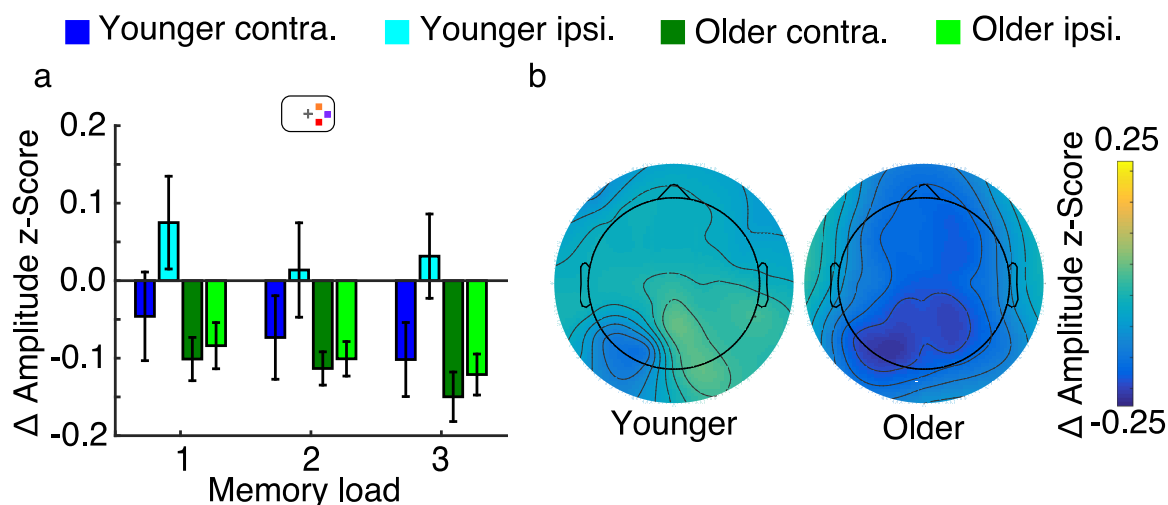 Younger contra. Younger ipsi. Older contra. Older ipsi.
a
b
Δ Amplitude z-Score
0.2
0.1
0.0
-0.1
-0.2
1 2 3
Memory load
Younger
Older
Δ Amplitude z-Score
0.25
-0.25